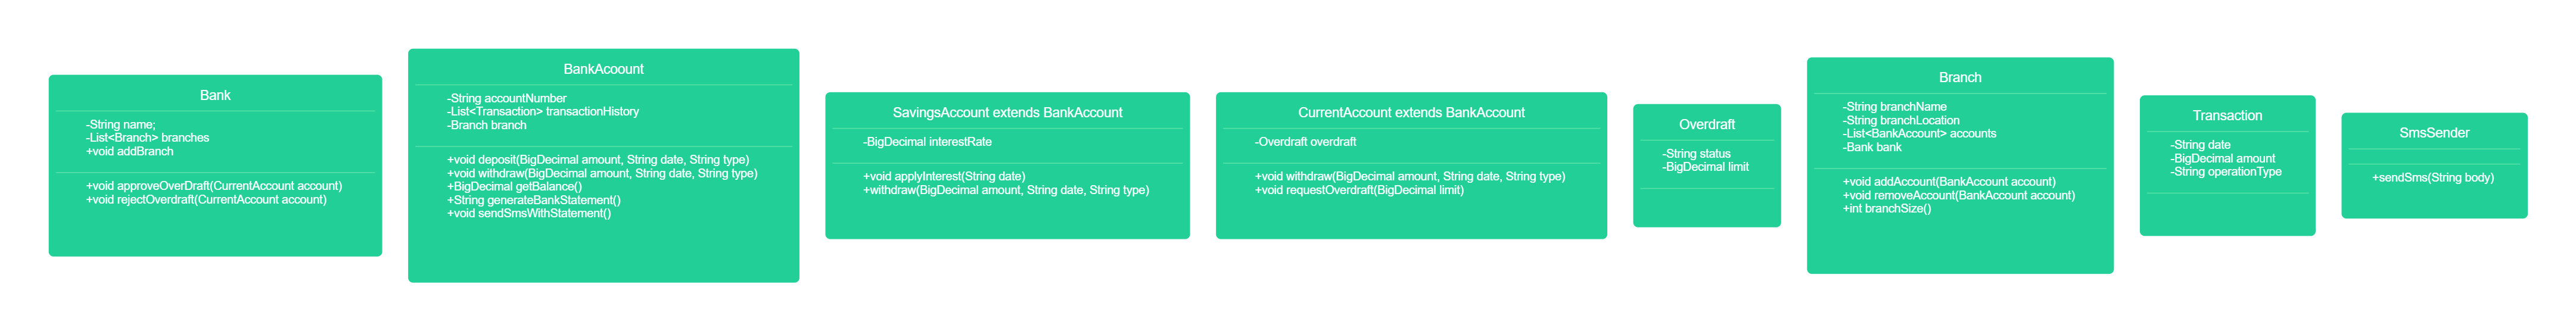 Bank
-String name;
-List<Branch> branches
+void addBranch
+void approveOverDraft(CurrentAccount account)
+void rejectOverdraft(CurrentAccount account)
BankAcoount
-String accountNumber
-List<Transaction> transactionHistory
-Branch branch
+void deposit(BigDecimal amount, String date, String type)
+void withdraw(BigDecimal amount, String date, String type)
+BigDecimal getBalance()
+String generateBankStatement()
+void sendSmsWithStatement()
SavingsAccount extends BankAccount
-BigDecimal interestRate
+void applyInterest(String date)
+withdraw(BigDecimal amount, String date, String type)
CurrentAccount extends BankAccount
-Overdraft overdraft
+void withdraw(BigDecimal amount, String date, String type)
+void requestOverdraft(BigDecimal limit)
Overdraft
-String status
-BigDecimal limit
Branch
-String branchName
-String branchLocation
-List<BankAccount> accounts
-Bank bank
+void addAccount(BankAccount account)
+void removeAccount(BankAccount account)
+int branchSize()
Transaction
-String date
-BigDecimal amount
-String operationType
SmsSender
+sendSms(String body)